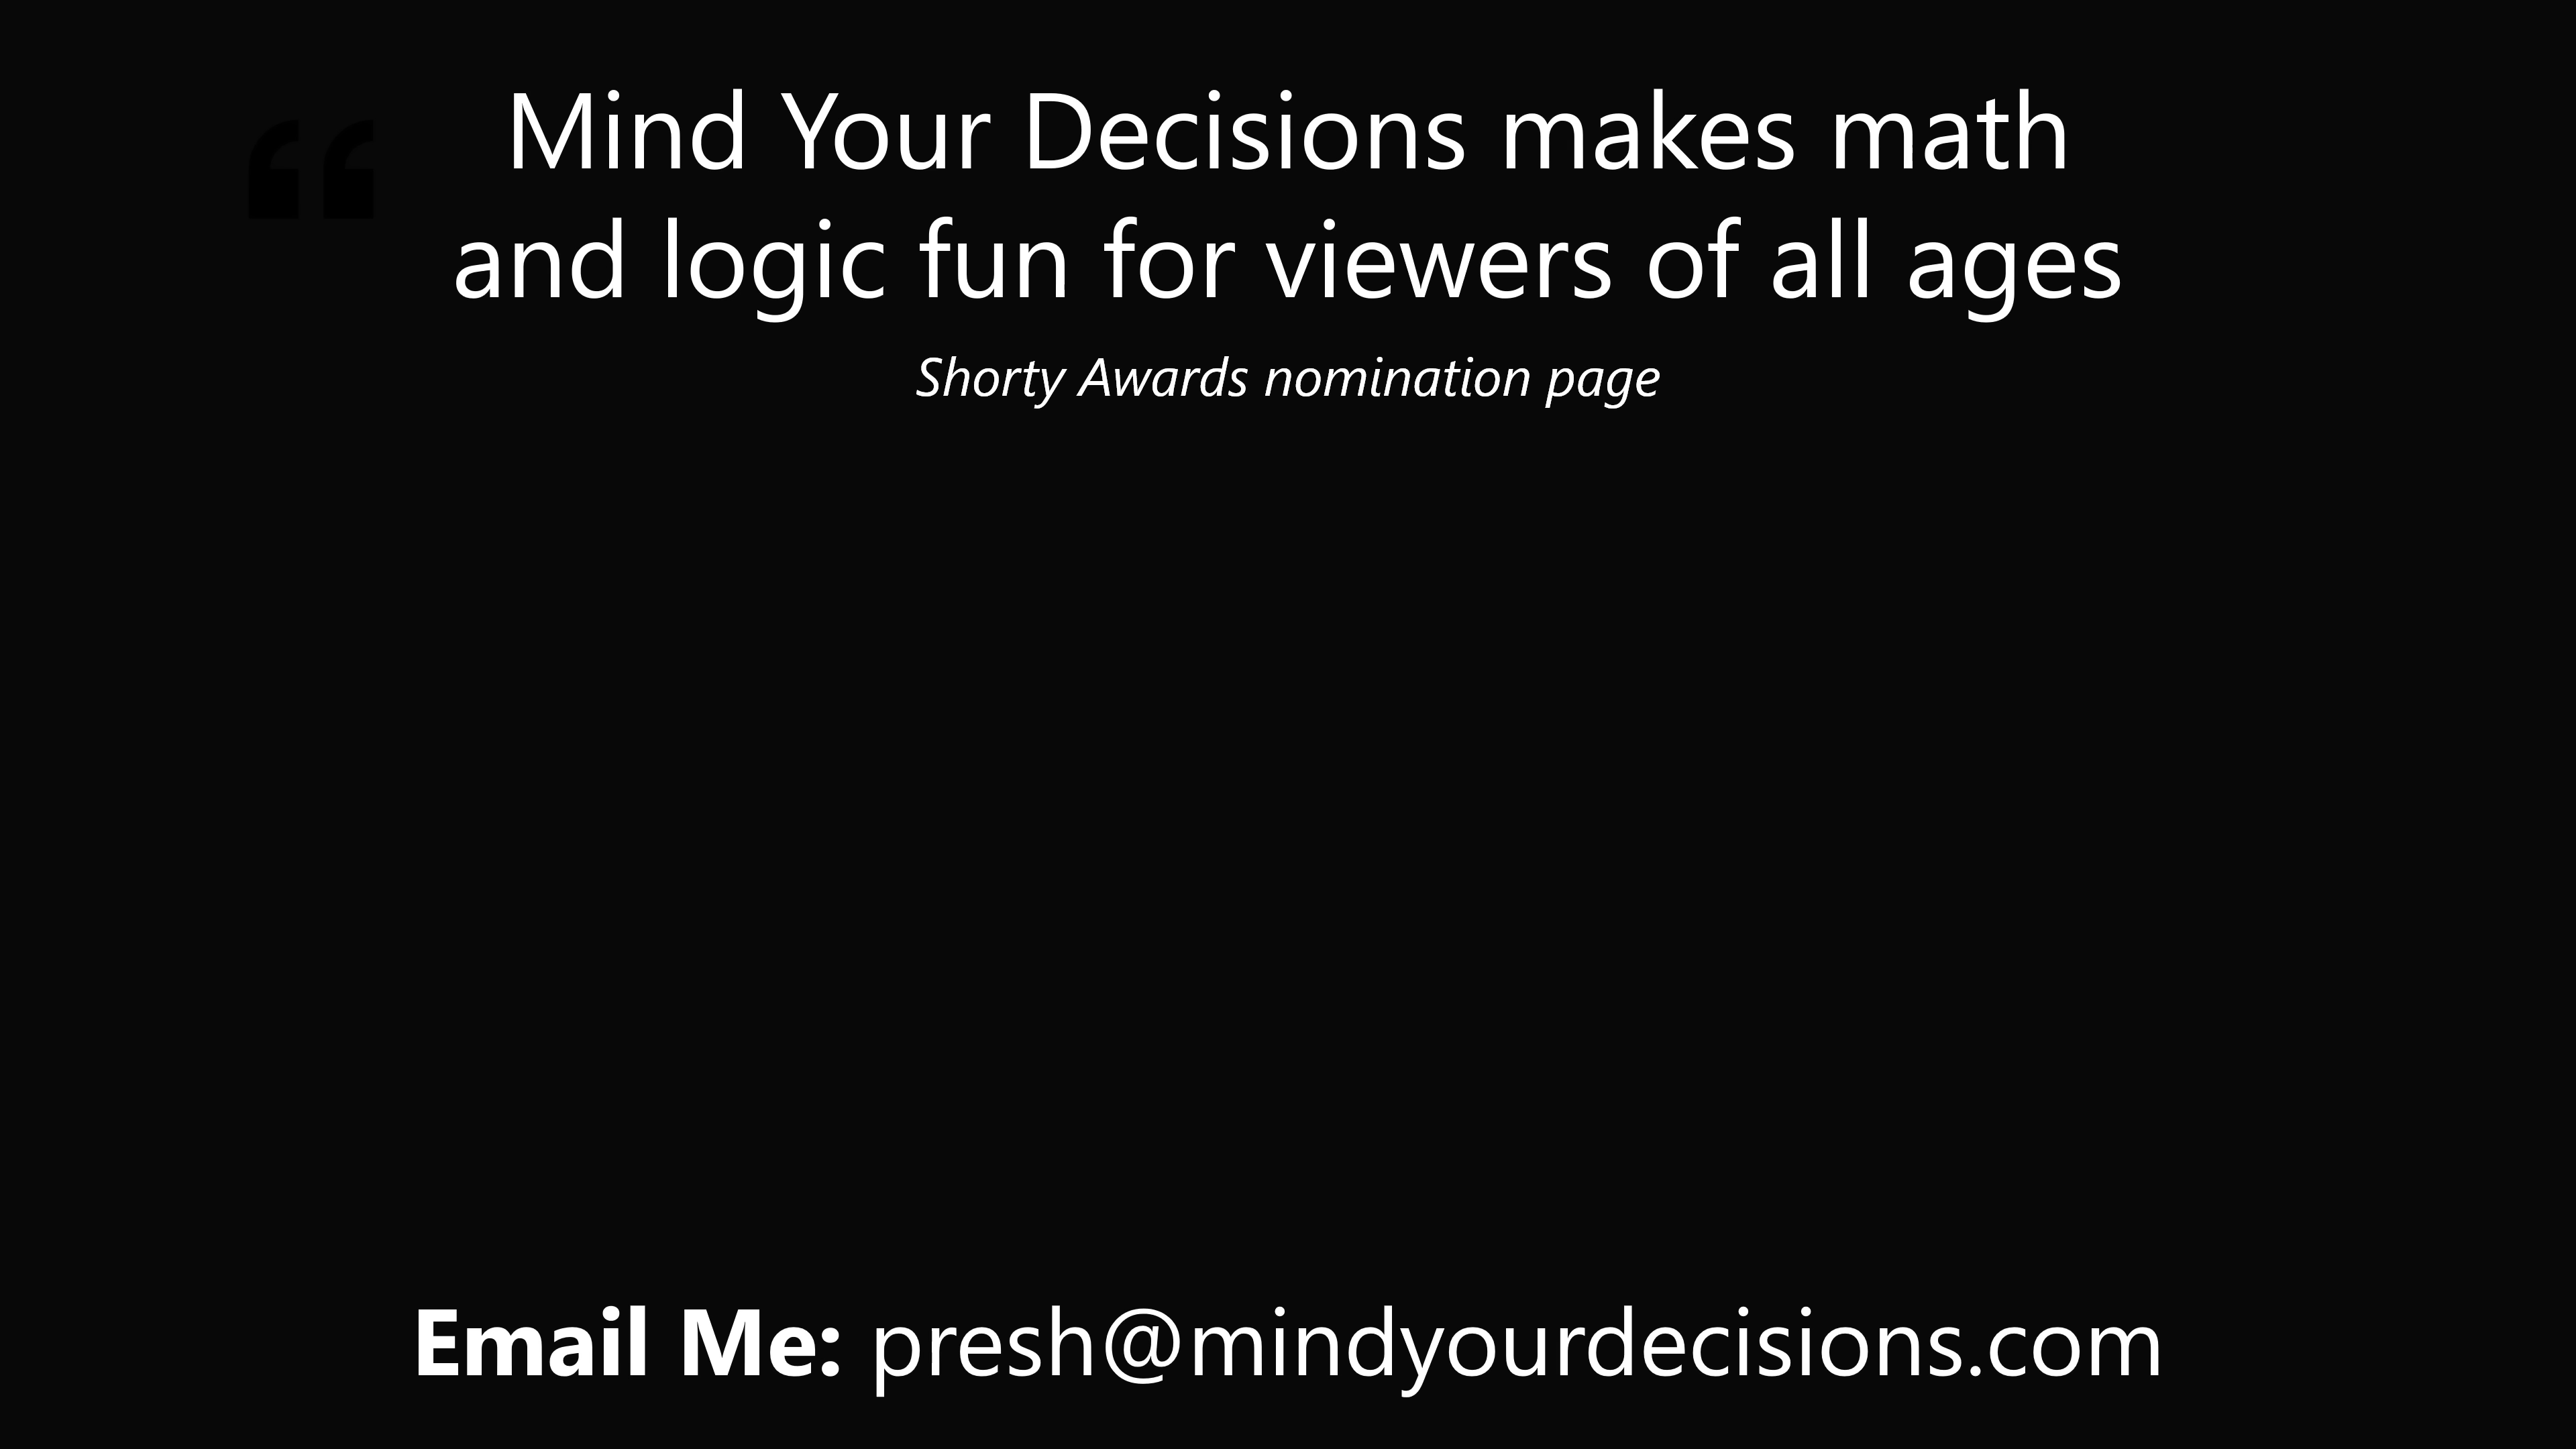 “
Mind Your Decisions makes math
and logic fun for viewers of all ages
Shorty Awards nomination page
Email Me: presh@mindyourdecisions.com